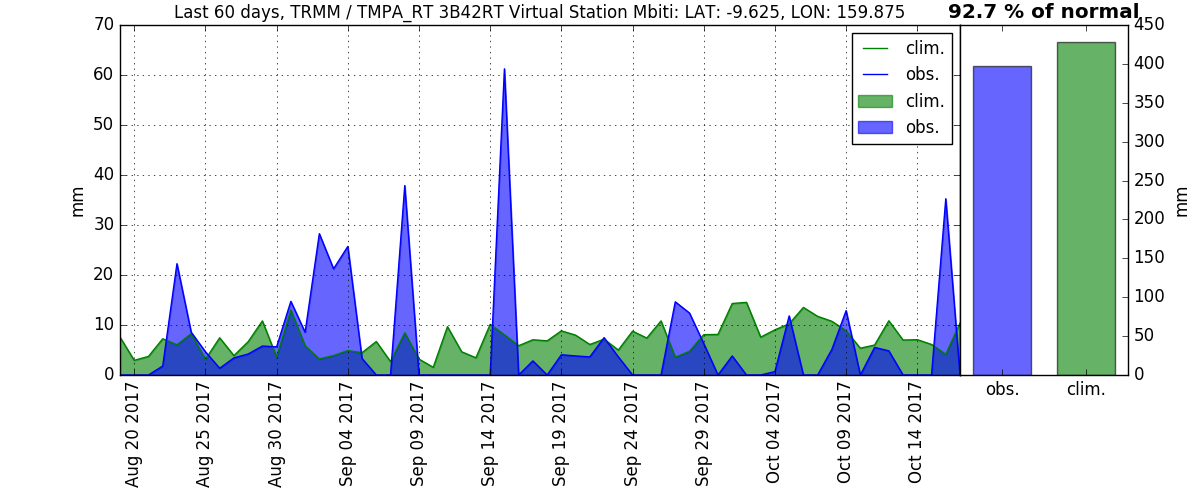 Last 60 days, TRMM / TMPA_RT 3B42RT Virtual Station Mbiti: LAT: -9.625, LON: 159.875
92.7 % of normal
70
60
50
40
30
20
10
0
mm
clim.
obs.
clim.
obs.
450
400
350
300
250
200
150
100
50
0
mm
obs.
clim.
Aug 20 2017
Aug 25 2017
Aug 30 2017
Sep 04 2017
Sep 09 2017
Sep 14 2017
Sep 19 2017
Sep 24 2017
Sep 29 2017
Oct 04 2017
Oct 09 2017
Oct 14 2017